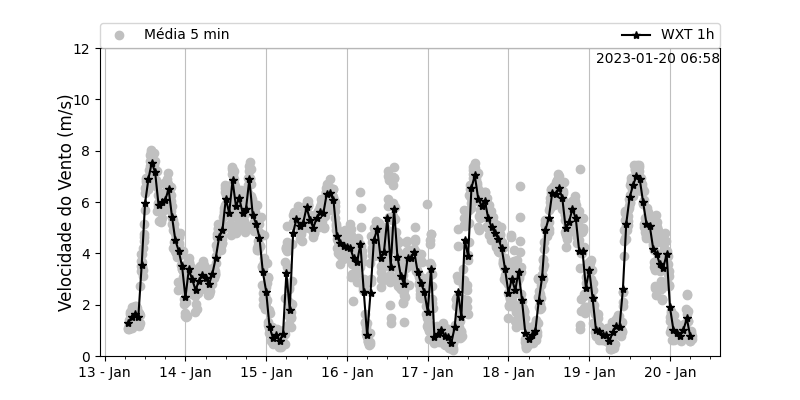 Média 5 min
WXT 1h
2023-01-20 06:58
Velocidade do Vento (m/s)
12
10
8
6
4
2
0
13 - Jan
14 - Jan
15 - Jan
16 - Jan
17 - Jan
18 - Jan
19 - Jan
20 - Jan